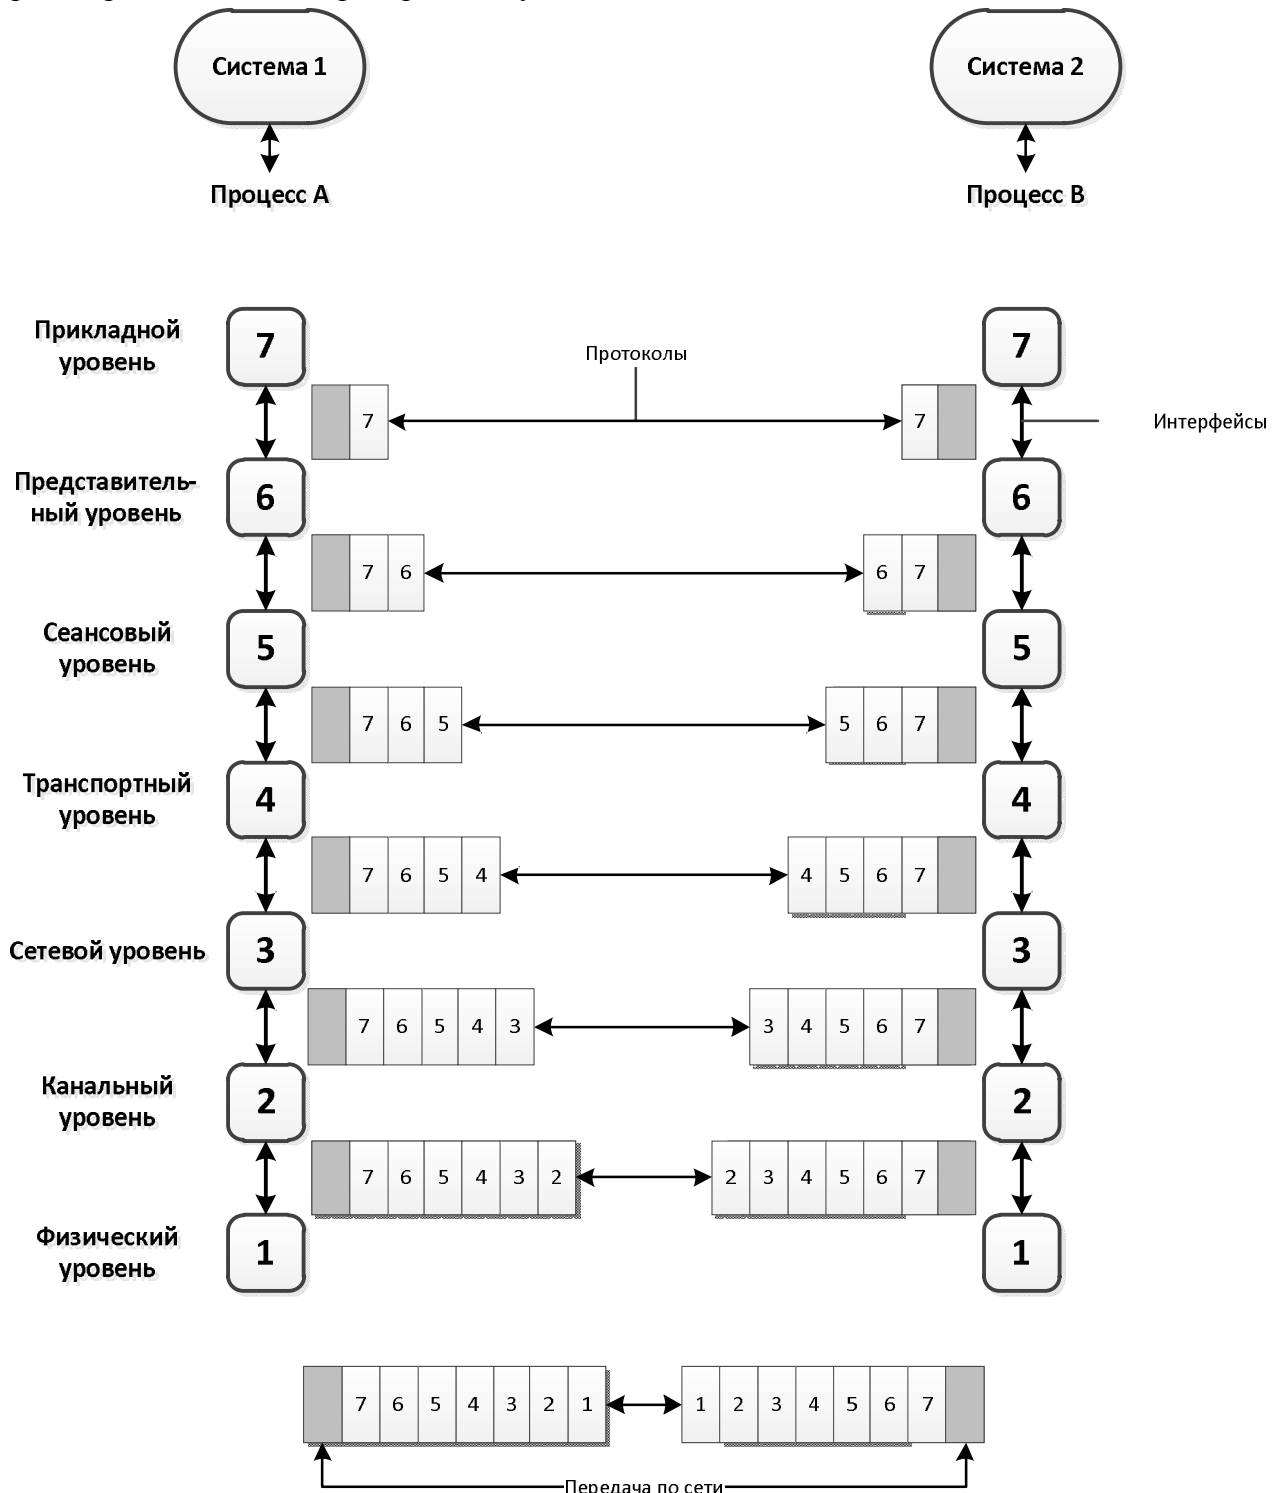 Система 1
Система 2
Процесс А
Процесс В
Прикладной
уровень
7
7
Протоколы
7
7
Интерфейсы
Представитель-
ный уровень
6
6
7 6
6 7
Сеансовый
уровень
5
5
7 6 5
5 6 7
Транспортный
уровень
4
4
7 6 5 4
4 5 6 7
Сетевой уровень
3
3
7 6 5 4 3
3 4 5 6 7
Канальный
уровень
2
2
7 6 5 4 3 2
2 3 4 5 6 7
Физический
уровень
1
1
7 6 5 4 3 2 1
1 2 3 4 5 6 7
Передача по сети